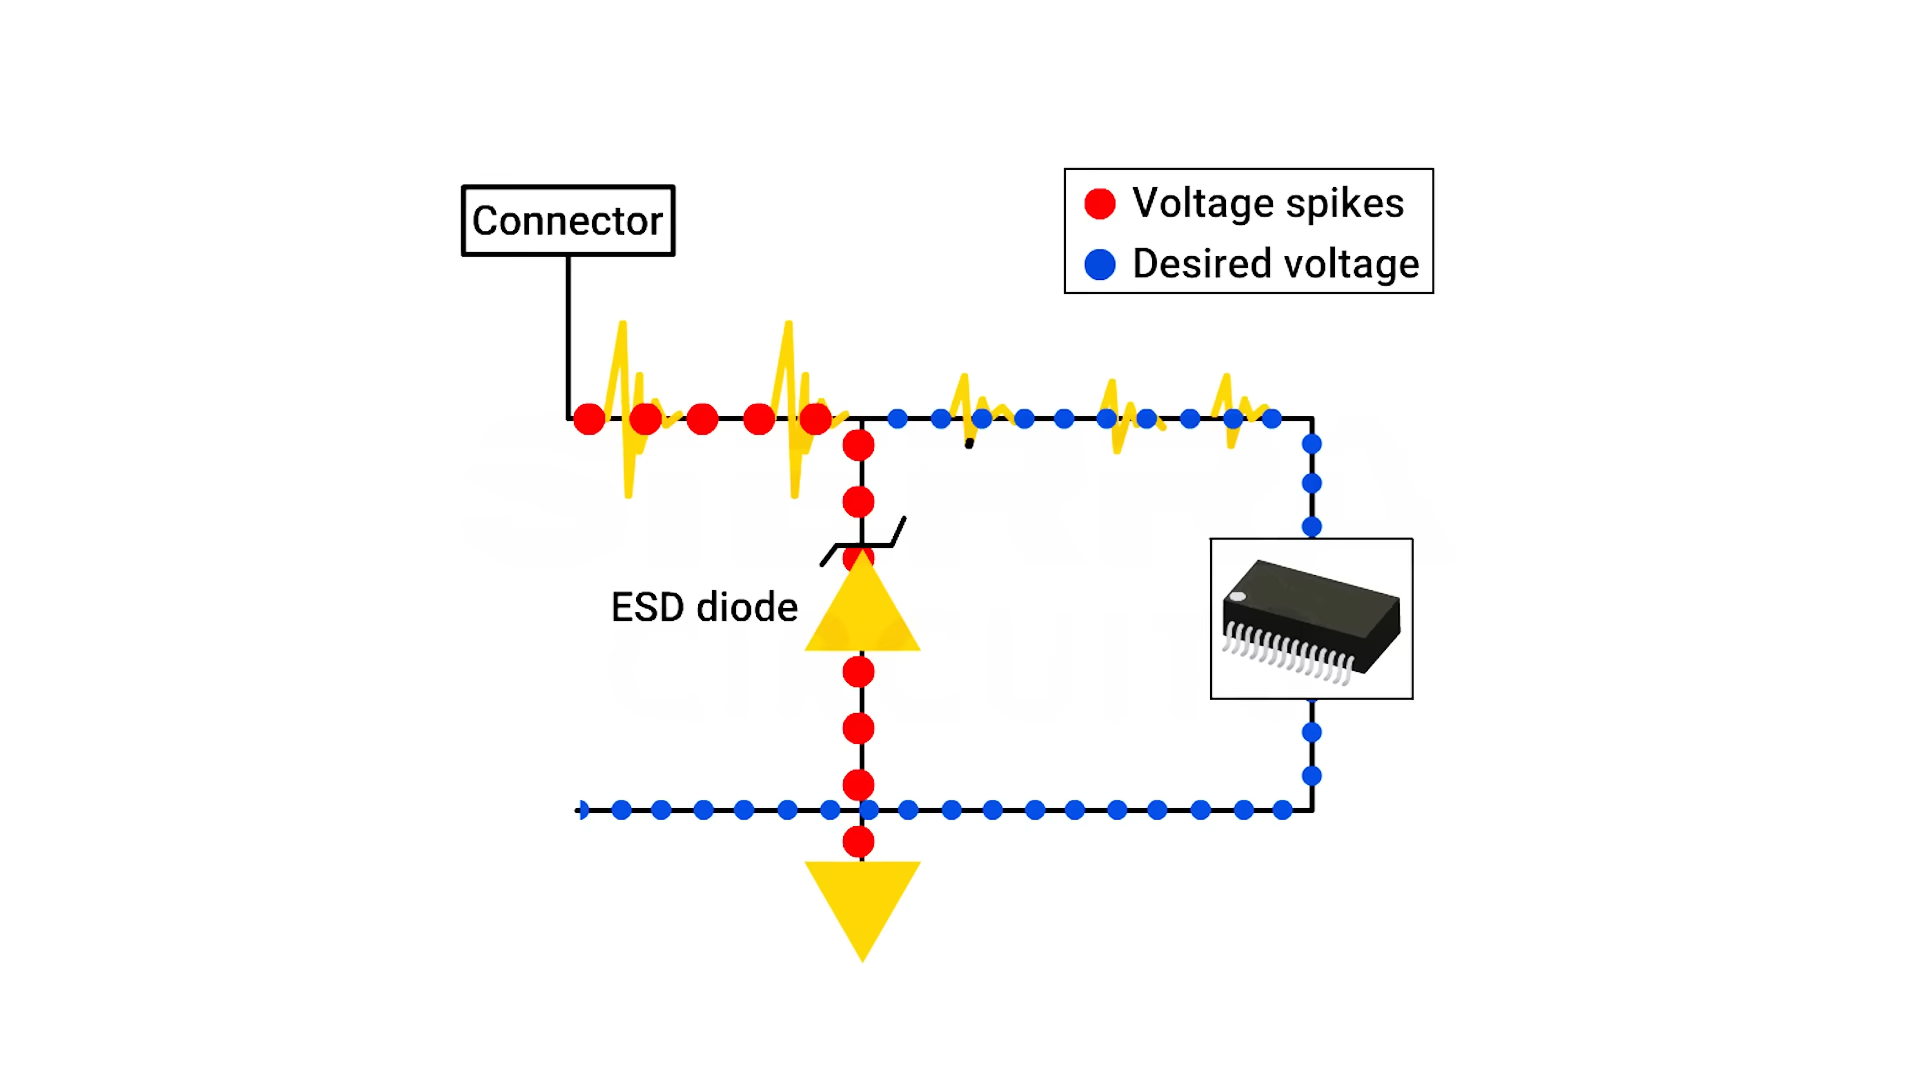 Connector
Voltage spikes
Desired voltage
ESD diode